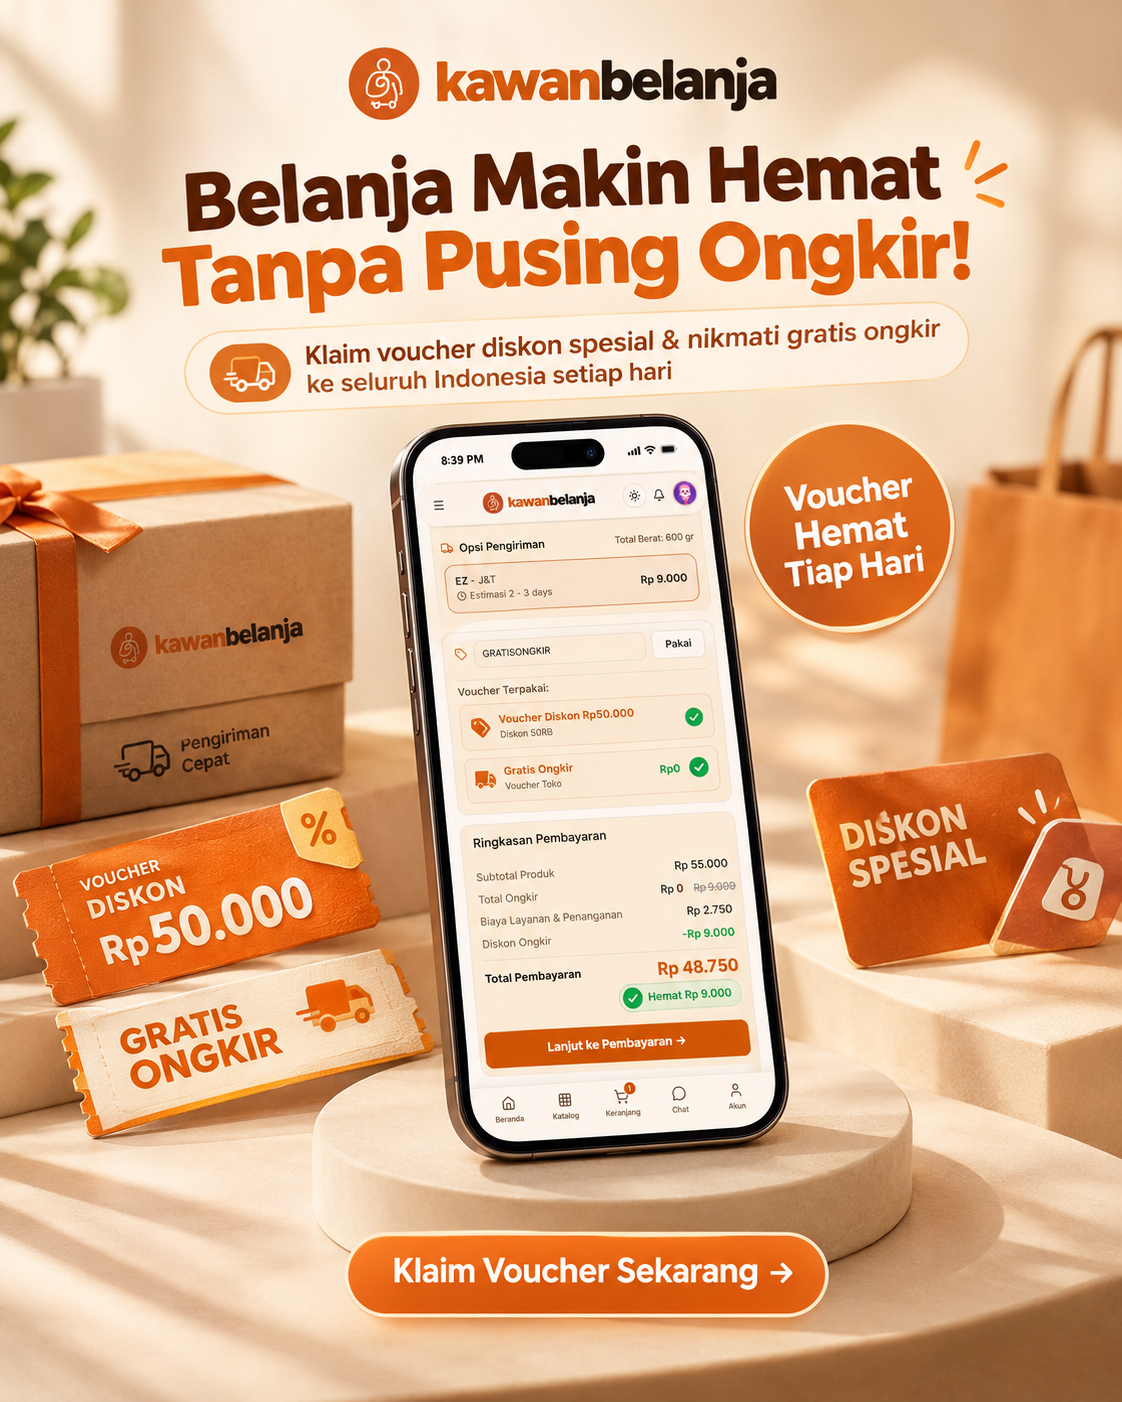 kawanbelanja
Belanja Makin Hemat
Tanpa Pusing Ongkir!
Klaim voucher diskon spesial & nikmati gratis ongkir
ke seluruh Indonesia setiap hari
8:39 PM
kawanbelanja
Opsi Pengiriman
Total Berat: 600 gr
EZ - J&T
Rp 9.000
Estimasi 2 - 3 days
GRATISONGKIR
Pakai
Voucher Terpakai:
Voucher Diskon Rp50.000
Diskon 50RB
Gratis Ongkir
Rp0
Voucher Toko
Ringkasan Pembayaran
Subtotal Produk
Rp 55.000
Total Ongkir
Rp 0 Rp 9.000
Biaya Layanan & Penanganan
Rp 2.750
Diskon Ongkir
-Rp 9.000
Total Pembayaran
Rp 48.750
Hemat Rp 9.000
Lanjut ke Pembayaran →
Beranda
Katalog
1
Keranjang
Chat
Akun
Voucher
Hemat
Tiap Hari
kawanbelanja
Pengiriman
Cepat
VOUCHER
DISKON
Rp50.000
%
GRATIS
ONGKIR
DISKON
SPESIAL
Klaim Voucher Sekarang →